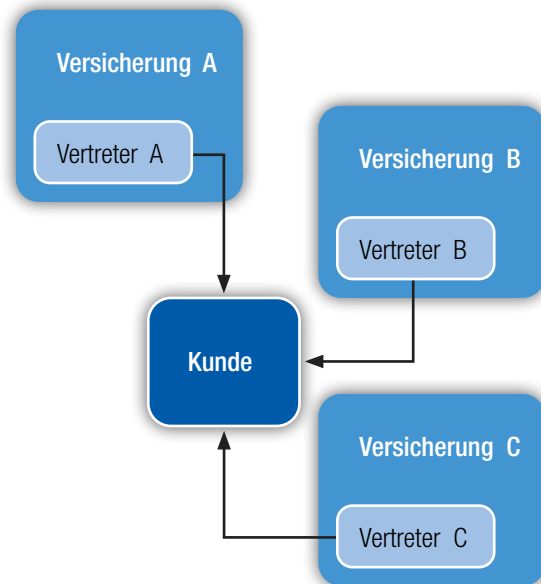 Versicherung A
Vertreter A
Versicherung B
Vertreter B
Kunde
Versicherung C
Vertreter C